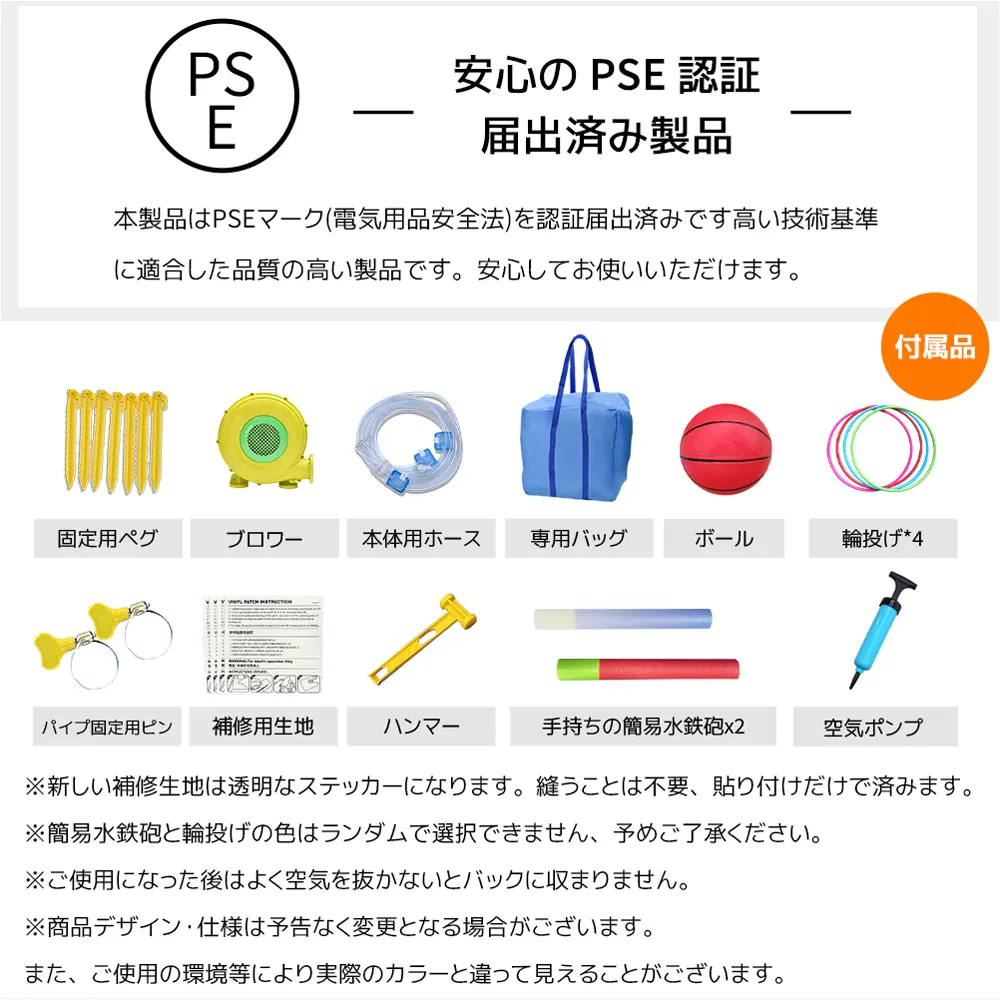 PS
E
安心の PSE 認証
届出済み製品
本製品はPSEマーク(電気用品安全法)を認証届出済みです高い技術基準
に適合した品質の高い製品です。安心してお使いいただけます。
付属品
固定用ペグ
ブロワー
本体用ホース
専用バッグ
ボール
輪投げ*4
VINYL PATCH INSTRUCTION
パイプ固定用ピン
補修用生地
ハンマー
手持ちの簡易水鉄砲x2
空気ポンプ
※新しい補修生地は透明なステッカーになります。縫うことは不要、貼り付けだけで済みます。
※簡易水鉄砲と輪投げの色はランダムで選択できません、予めご了承ください。
※ご使用になった後はよく空気を抜かないとバックに収まりません。
※商品デザイン・仕様は予告なく変更となる場合がございます。
また、ご使用の環境等により実際のカラーと違って見えることがございます。